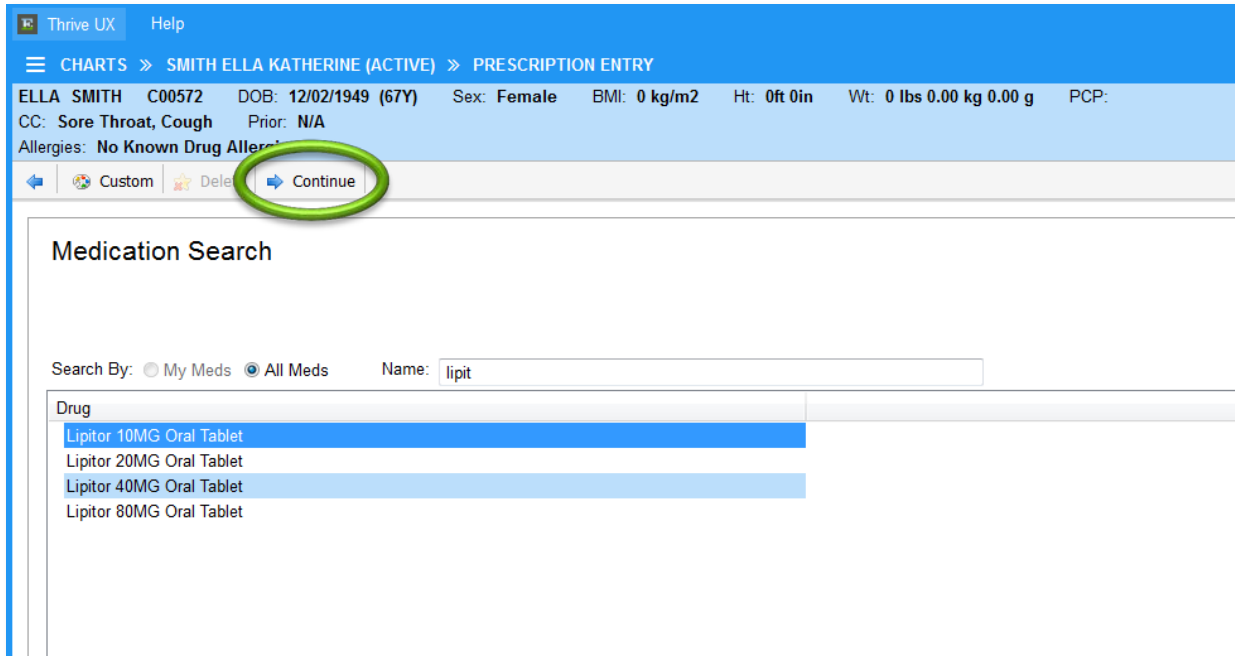 Thrive UX Help
CHARTS » SMITH ELLA KATHERINE (ACTIVE) » PRESCRIPTION ENTRY
ELLA SMITH C00572 DOB: 12/02/1949 (67Y) Sex: Female BMI: 0 kg/m2 Ht: 0ft 0in Wt: 0 lbs 0.00 kg 0.00 g PCP:
CC: Sore Throat, Cough Prior: N/A
Allergies: No Known Drug
Custom Continue
Medication Search
Search By: My Meds All Meds Name: lipit
Drug
Lipitor 10MG Oral Tablet
Lipitor 20MG Oral Tablet
Lipitor 40MG Oral Tablet
Lipitor 80MG Oral Tablet